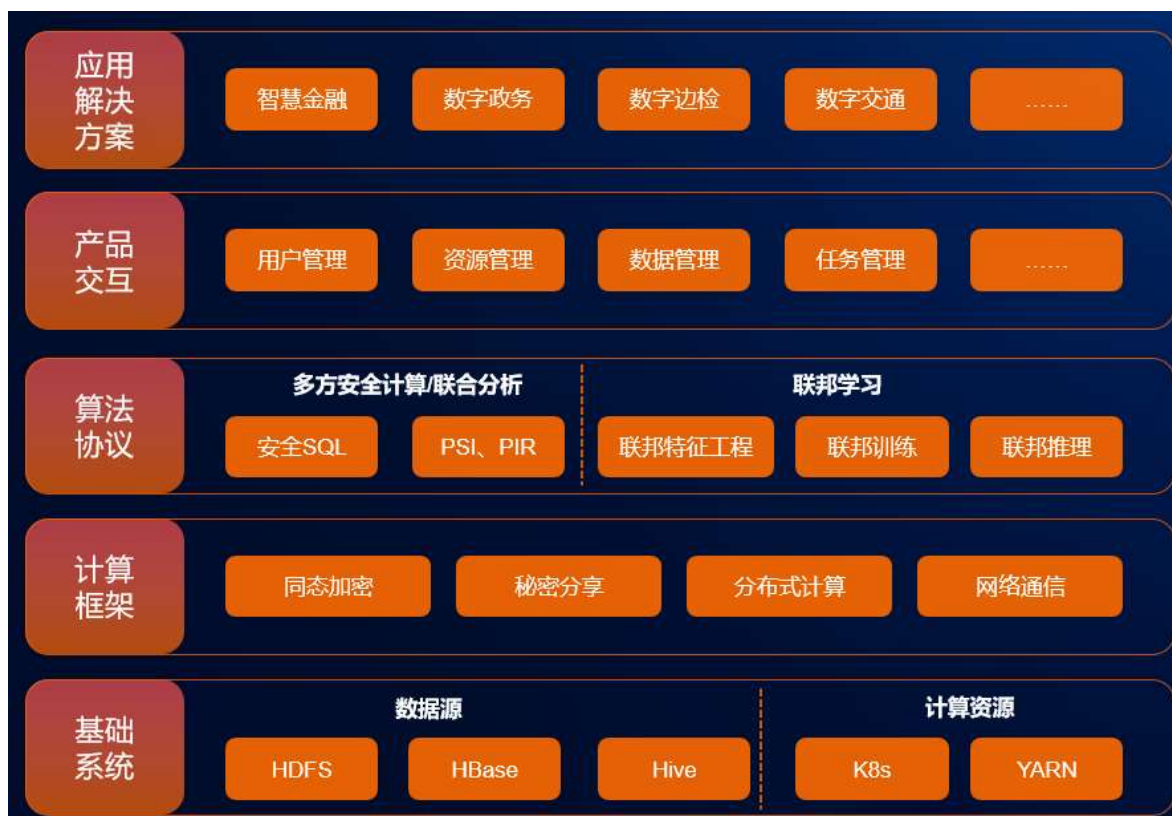 应用
解决
方案
智慧金融
数字政务
数字边检
数字交通
......
产品
交互
用户管理
资源管理
数据管理
任务管理
......
算法
协议
多方安全计算/联合分析
联邦学习
安全SQL
PSI、PIR
联邦特征工程
联邦训练
联邦推理
计算
框架
同态加密
秘密分享
分布式计算
网络通信
基础
系统
数据源
计算资源
HDFS
HBase
Hive
K8s
YARN